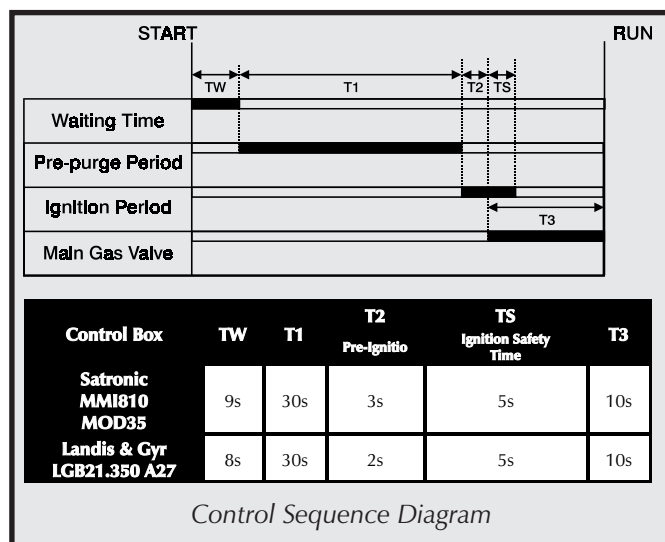 START RUN
TW T1 T2 TS
Waiting Time
Pre-purge Period
Ignition Period
T3
Main Gas Valve
Control Box TW T1 T2 Pre-Ignitio TS Ignition Safety Time T3
Satronic MMI810 MOD35 9s 30s 3s 5s 10s
Landis & Gyr LGB21.350 A27 8s 30s 2s 5s 10s
Control Sequence Diagram